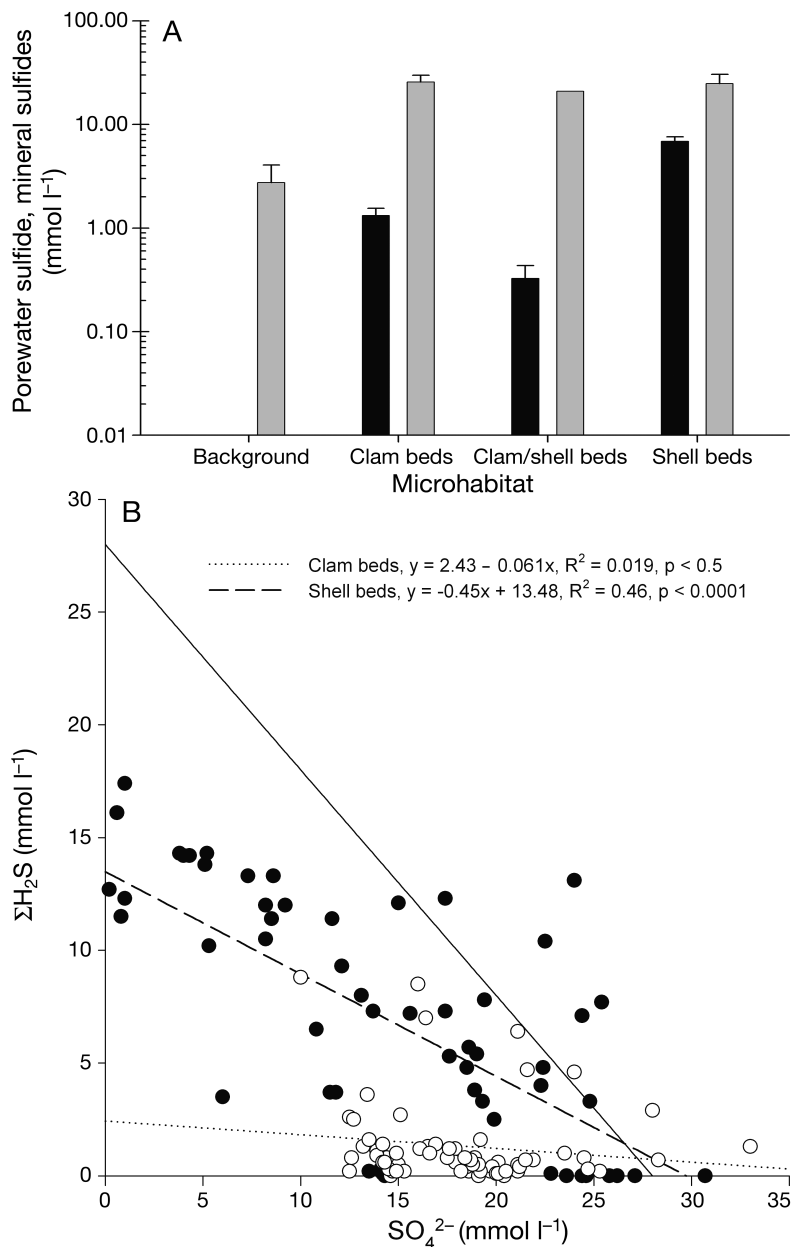 A
100.00
10.00
1.00
0.10
0.01
Porewater sulfide, mineral sulfides
(mmol l⁻¹)
Background
Clam beds
Clam/shell beds
Shell beds
Microhabitat
B
30
25
20
15
10
5
0
ΣH₂S (mmol l⁻¹)
Clam beds, y = 2.43 – 0.061x, R² = 0.019, p < 0.5
Shell beds, y = -0.45x + 13.48, R² = 0.46, p < 0.0001
0 5 10 15 20 25 30 35
SO₄²⁻ (mmol l⁻¹)